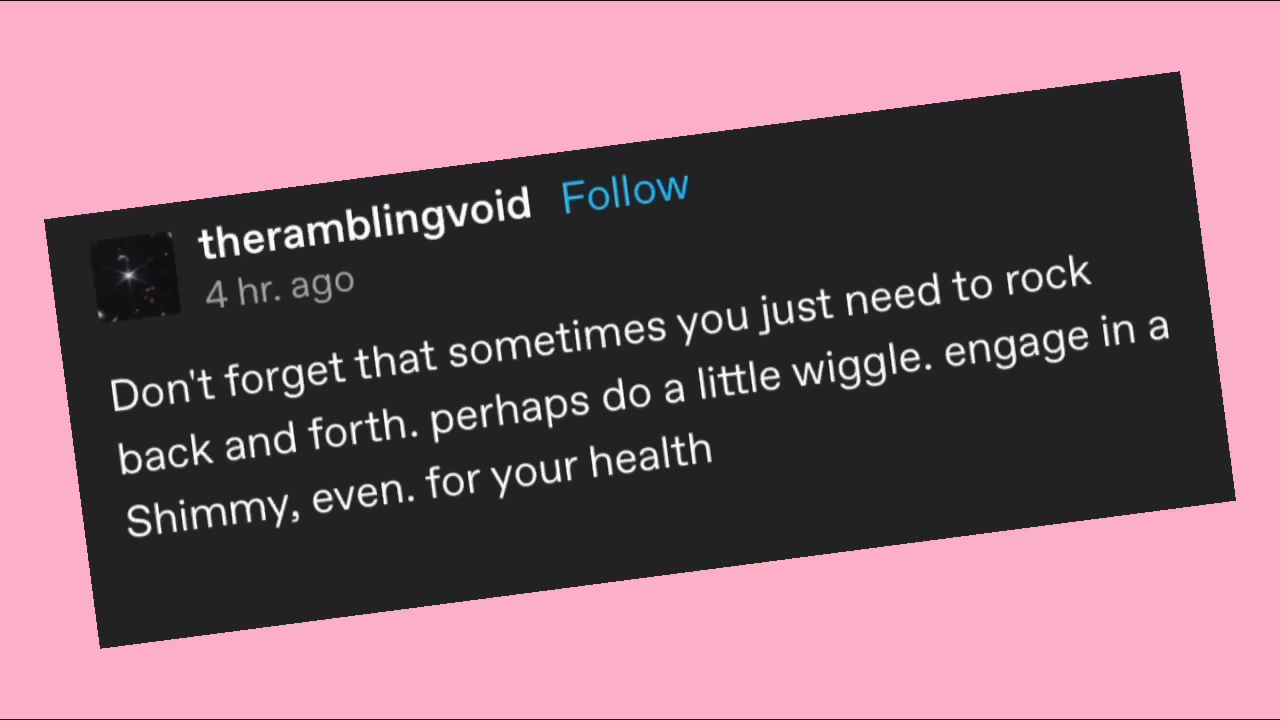 theramblingvoid Follow
4 hr. ago
Don't forget that sometimes you just need to rock
back and forth. perhaps do a little wiggle. engage in a
Shimmy, even. for your health